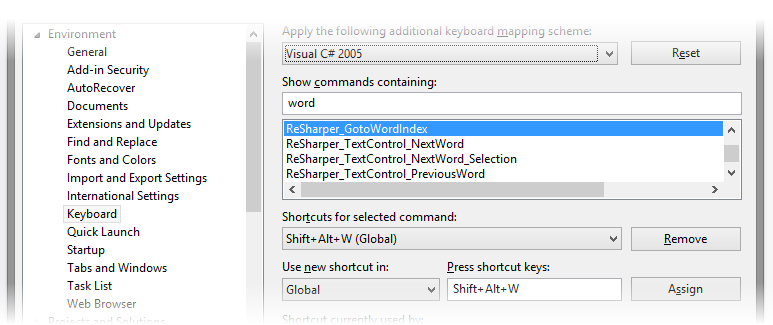 Environment
General
Add-in Security
AutoRecover
Documents
Extensions and Updates
Find and Replace
Fonts and Colors
Import and Export Settings
International Settings
Keyboard
Quick Launch
Startup
Tabs and Windows
Task List
Web Browser
Projects and Solutions
Apply the following additional keyboard mapping scheme:
Visual C# 2005
Reset
Show commands containing:
word
ReSharper_GotoWordIndex
ReSharper_TextControl_NextWord
ReSharper_TextControl_NextWord_Selection
ReSharper_TextControl_PreviousWord
Shortcuts for selected command:
Shift+Alt+W (Global)
Remove
Use new shortcut in:
Press shortcut keys:
Global
Shift+Alt+W
Assign
Shortcut currently used by: